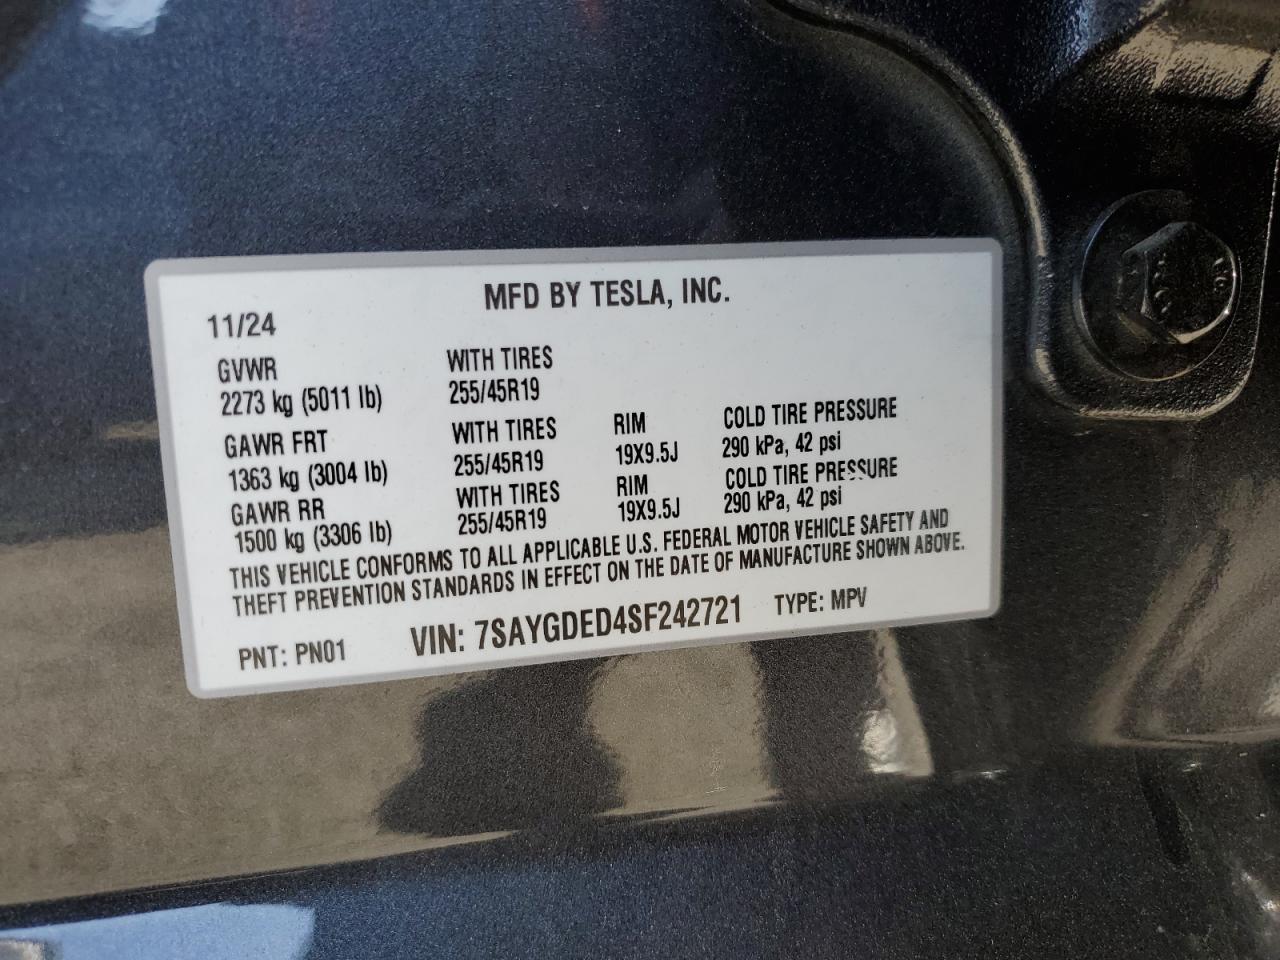 MFD BY TESLA, INC.
11/24
GVWR WITH TIRES
2273 kg (5011 lb) 255/45R19
GAWR FRT WITH TIRES RIM COLD TIRE PRESSURE
1363 kg (3004 lb) 255/45R19 19X9.5J 290 kPa, 42 psi
GAWR RR WITH TIRES RIM COLD TIRE PRESSURE
1500 kg (3306 lb) 255/45R19 19X9.5J 290 kPa, 42 psi
THIS VEHICLE CONFORMS TO ALL APPLICABLE U.S. FEDERAL MOTOR VEHICLE SAFETY AND
THEFT PREVENTION STANDARDS IN EFFECT ON THE DATE OF MANUFACTURE SHOWN ABOVE.
PNT: PN01 VIN: 7SAYGDED4SF242721 TYPE: MPV